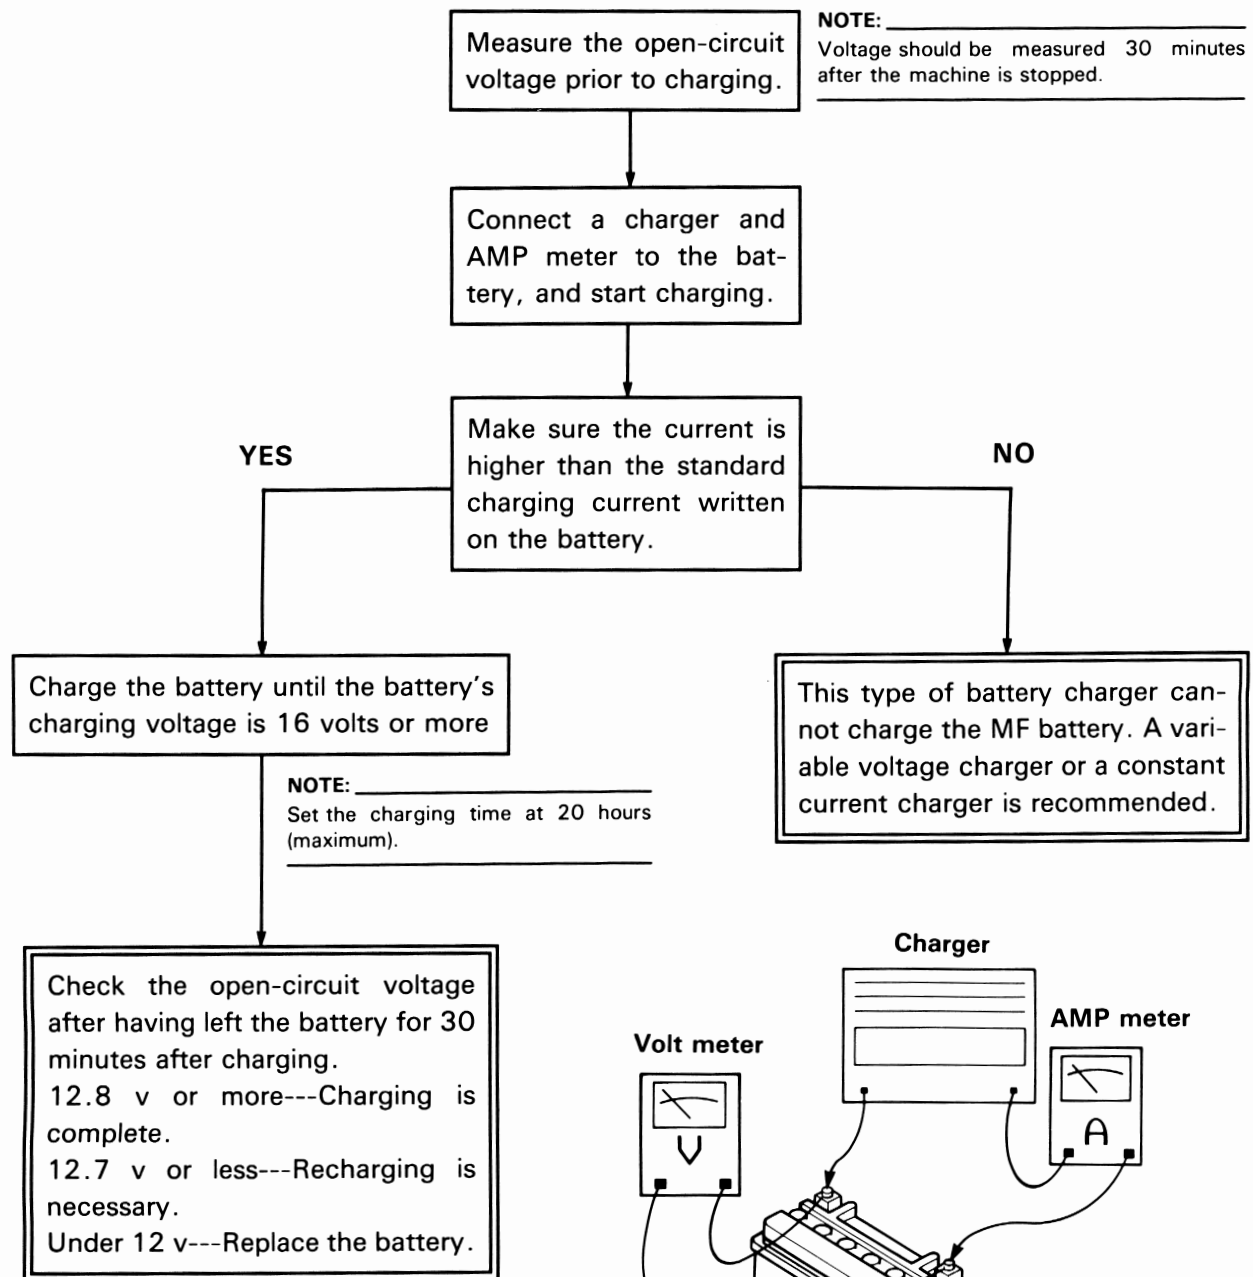 Measure the open-circuit
voltage prior to charging.
NOTE:
Voltage should be measured 30 minutes
after the machine is stopped.
Connect a charger and
AMP meter to the bat-
tery, and start charging.
Make sure the current is
higher than the standard
charging current written
on the battery.
YES
NO
Charge the battery until the battery's
charging voltage is 16 volts or more
This type of battery charger can-
not charge the MF battery. A vari-
able voltage charger or a constant
current charger is recommended.
NOTE:
Set the charging time at 20 hours
(maximum).
Check the open-circuit voltage
after having left the battery for 30
minutes after charging.
12.8 v or more---Charging is
complete.
12.7 v or less---Recharging is
necessary.
Under 12 v---Replace the battery.
Charger
Volt meter
AMP meter
V
A